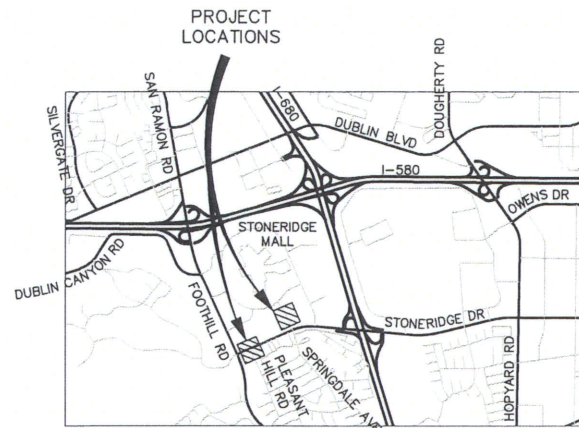 PROJECT
LOCATIONS
DOUGHERTY RD
SAN RAMON RD
SILVERGATE DR
I-680
DUBLIN BLVD
I-580
OWENS DR
STONERIDGE
MALL
DUBLIN CANYON RD
FOOTHILL RD
STONERIDGE DR
PLEASANT
HILL RD
SPRINGDALE AVE
HOPYARD RD